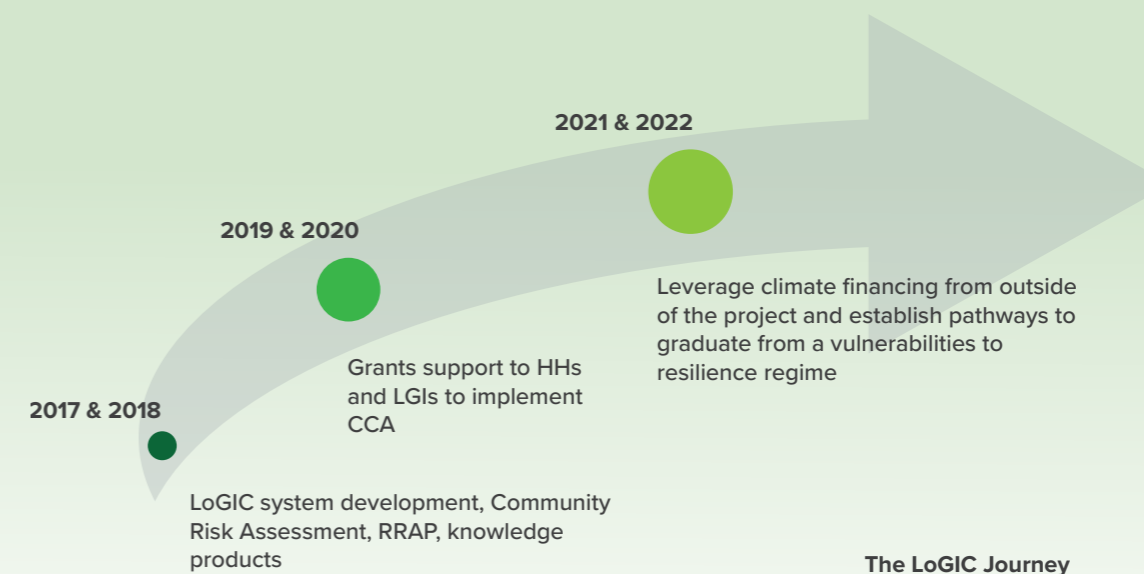 2017 & 2018
LoGIC system development, Community
Risk Assessment, RRAP, knowledge
products
2019 & 2020
Grants support to HHs
and LGIs to implement
CCA
2021 & 2022
Leverage climate financing from outside
of the project and establish pathways to
graduate from a vulnerabilities to
resilience regime
The LoGIC Journey